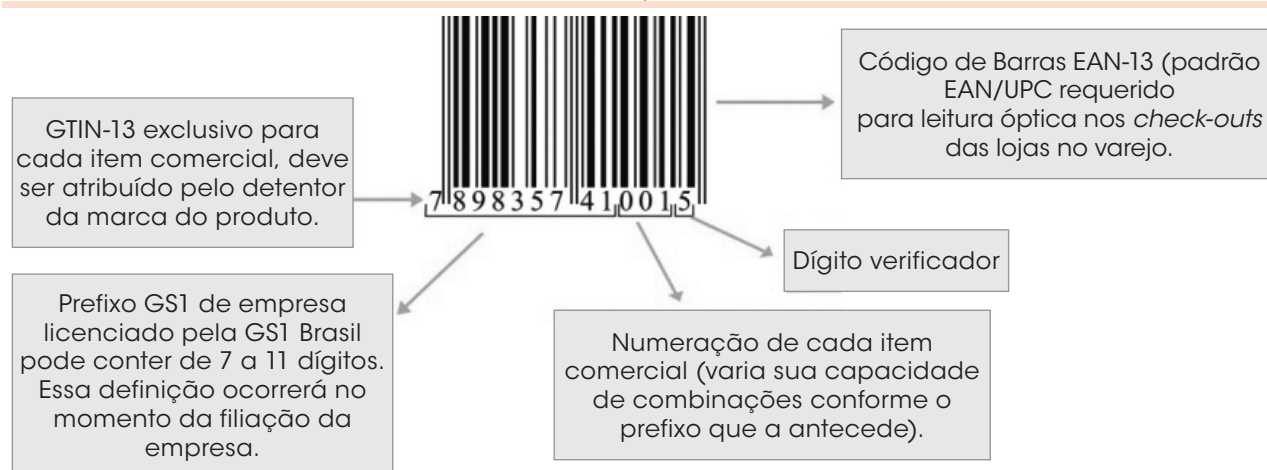 GTIN-13 exclusivo para
cada item comercial, deve
ser atribuído pelo detentor
da marca do produto.
Código de Barras EAN-13 (padrão
EAN/UPC requerido
para leitura óptica nos check-outs
das lojas no varejo.
7 898357 410015
Dígito verificador
Prefixo GS1 de empresa
licenciado pela GS1 Brasil
pode conter de 7 a 11 dígitos.
Essa definição ocorrerá no
momento da filiação da
empresa.
Numeração de cada item
comercial (varia sua capacidade
de combinações conforme o
prefixo que a antecede).